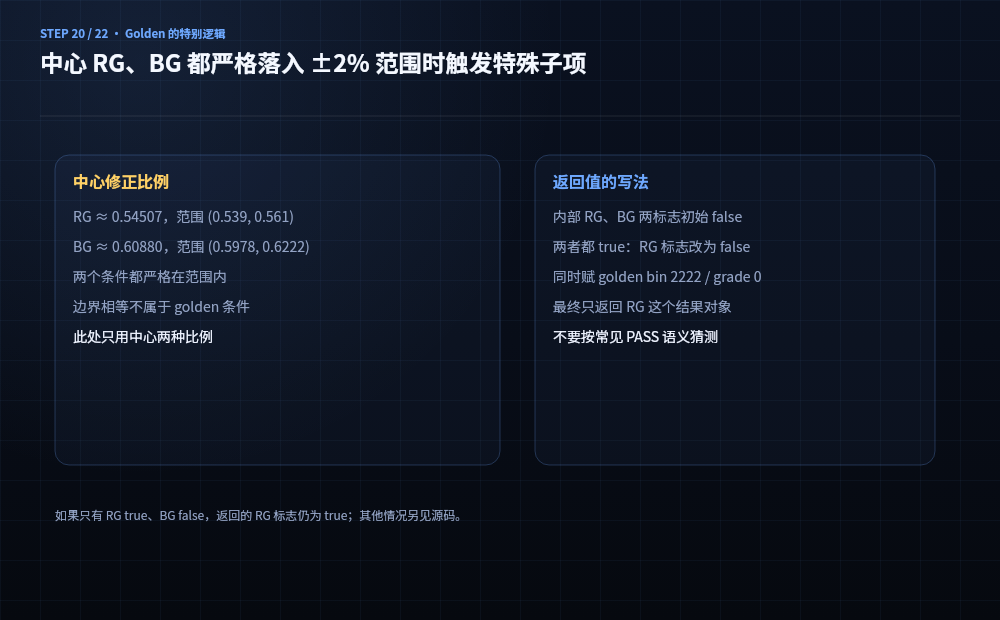 STEP 20 / 22 · Golden 的特别逻辑
中心 RG、BG 都严格落入 ±2% 范围时触发特殊子项
中心修正比例
RG ≈ 0.54507，范围 (0.539, 0.561)
BG ≈ 0.60880，范围 (0.5978, 0.6222)
两个条件都严格在范围内
边界相等不属于 golden 条件
此处只用中心两种比例
返回值的写法
内部 RG、BG 两标志初始 false
两者都 true：RG 标志改为 false
同时赋 golden bin 2222 / grade 0
最终只返回 RG 这个结果对象
不要按常见 PASS 语义猜测
如果只有 RG true、BG false，返回的 RG 标志仍为 true；其他情况另见源码。